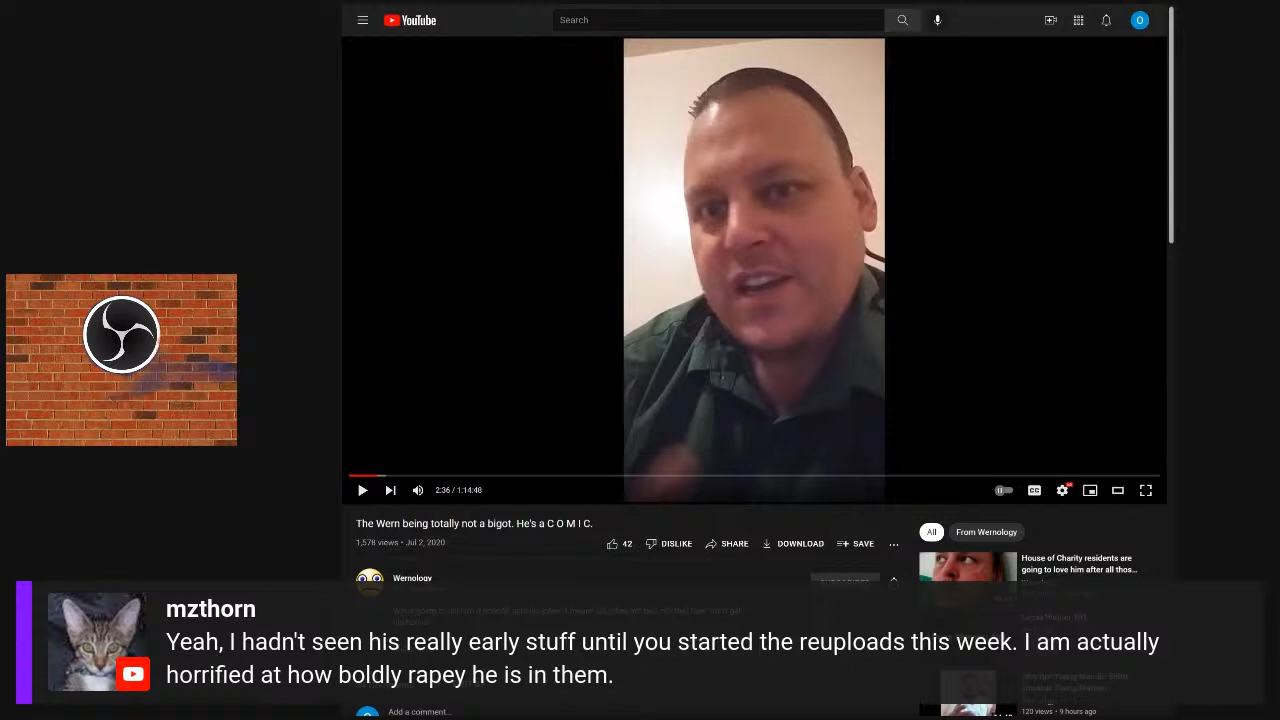 YouTube
Search
O
2:36 / 1:14:48
CC
The Wern being totally not a bigot. He's a C O M I C.
1,578 views • Jul 2, 2020
42
DISLIKE
SHARE
DOWNLOAD
SAVE
All
From Wernology
Wernology
House of Charity residents are
going to love him after all thos...
mzthorn
Yeah, I hadn't seen his really early stuff until you started the reuploads this week. I am actually
horrified at how boldly rapey he is in them.
120 views • 9 hours ago
Add a comment...